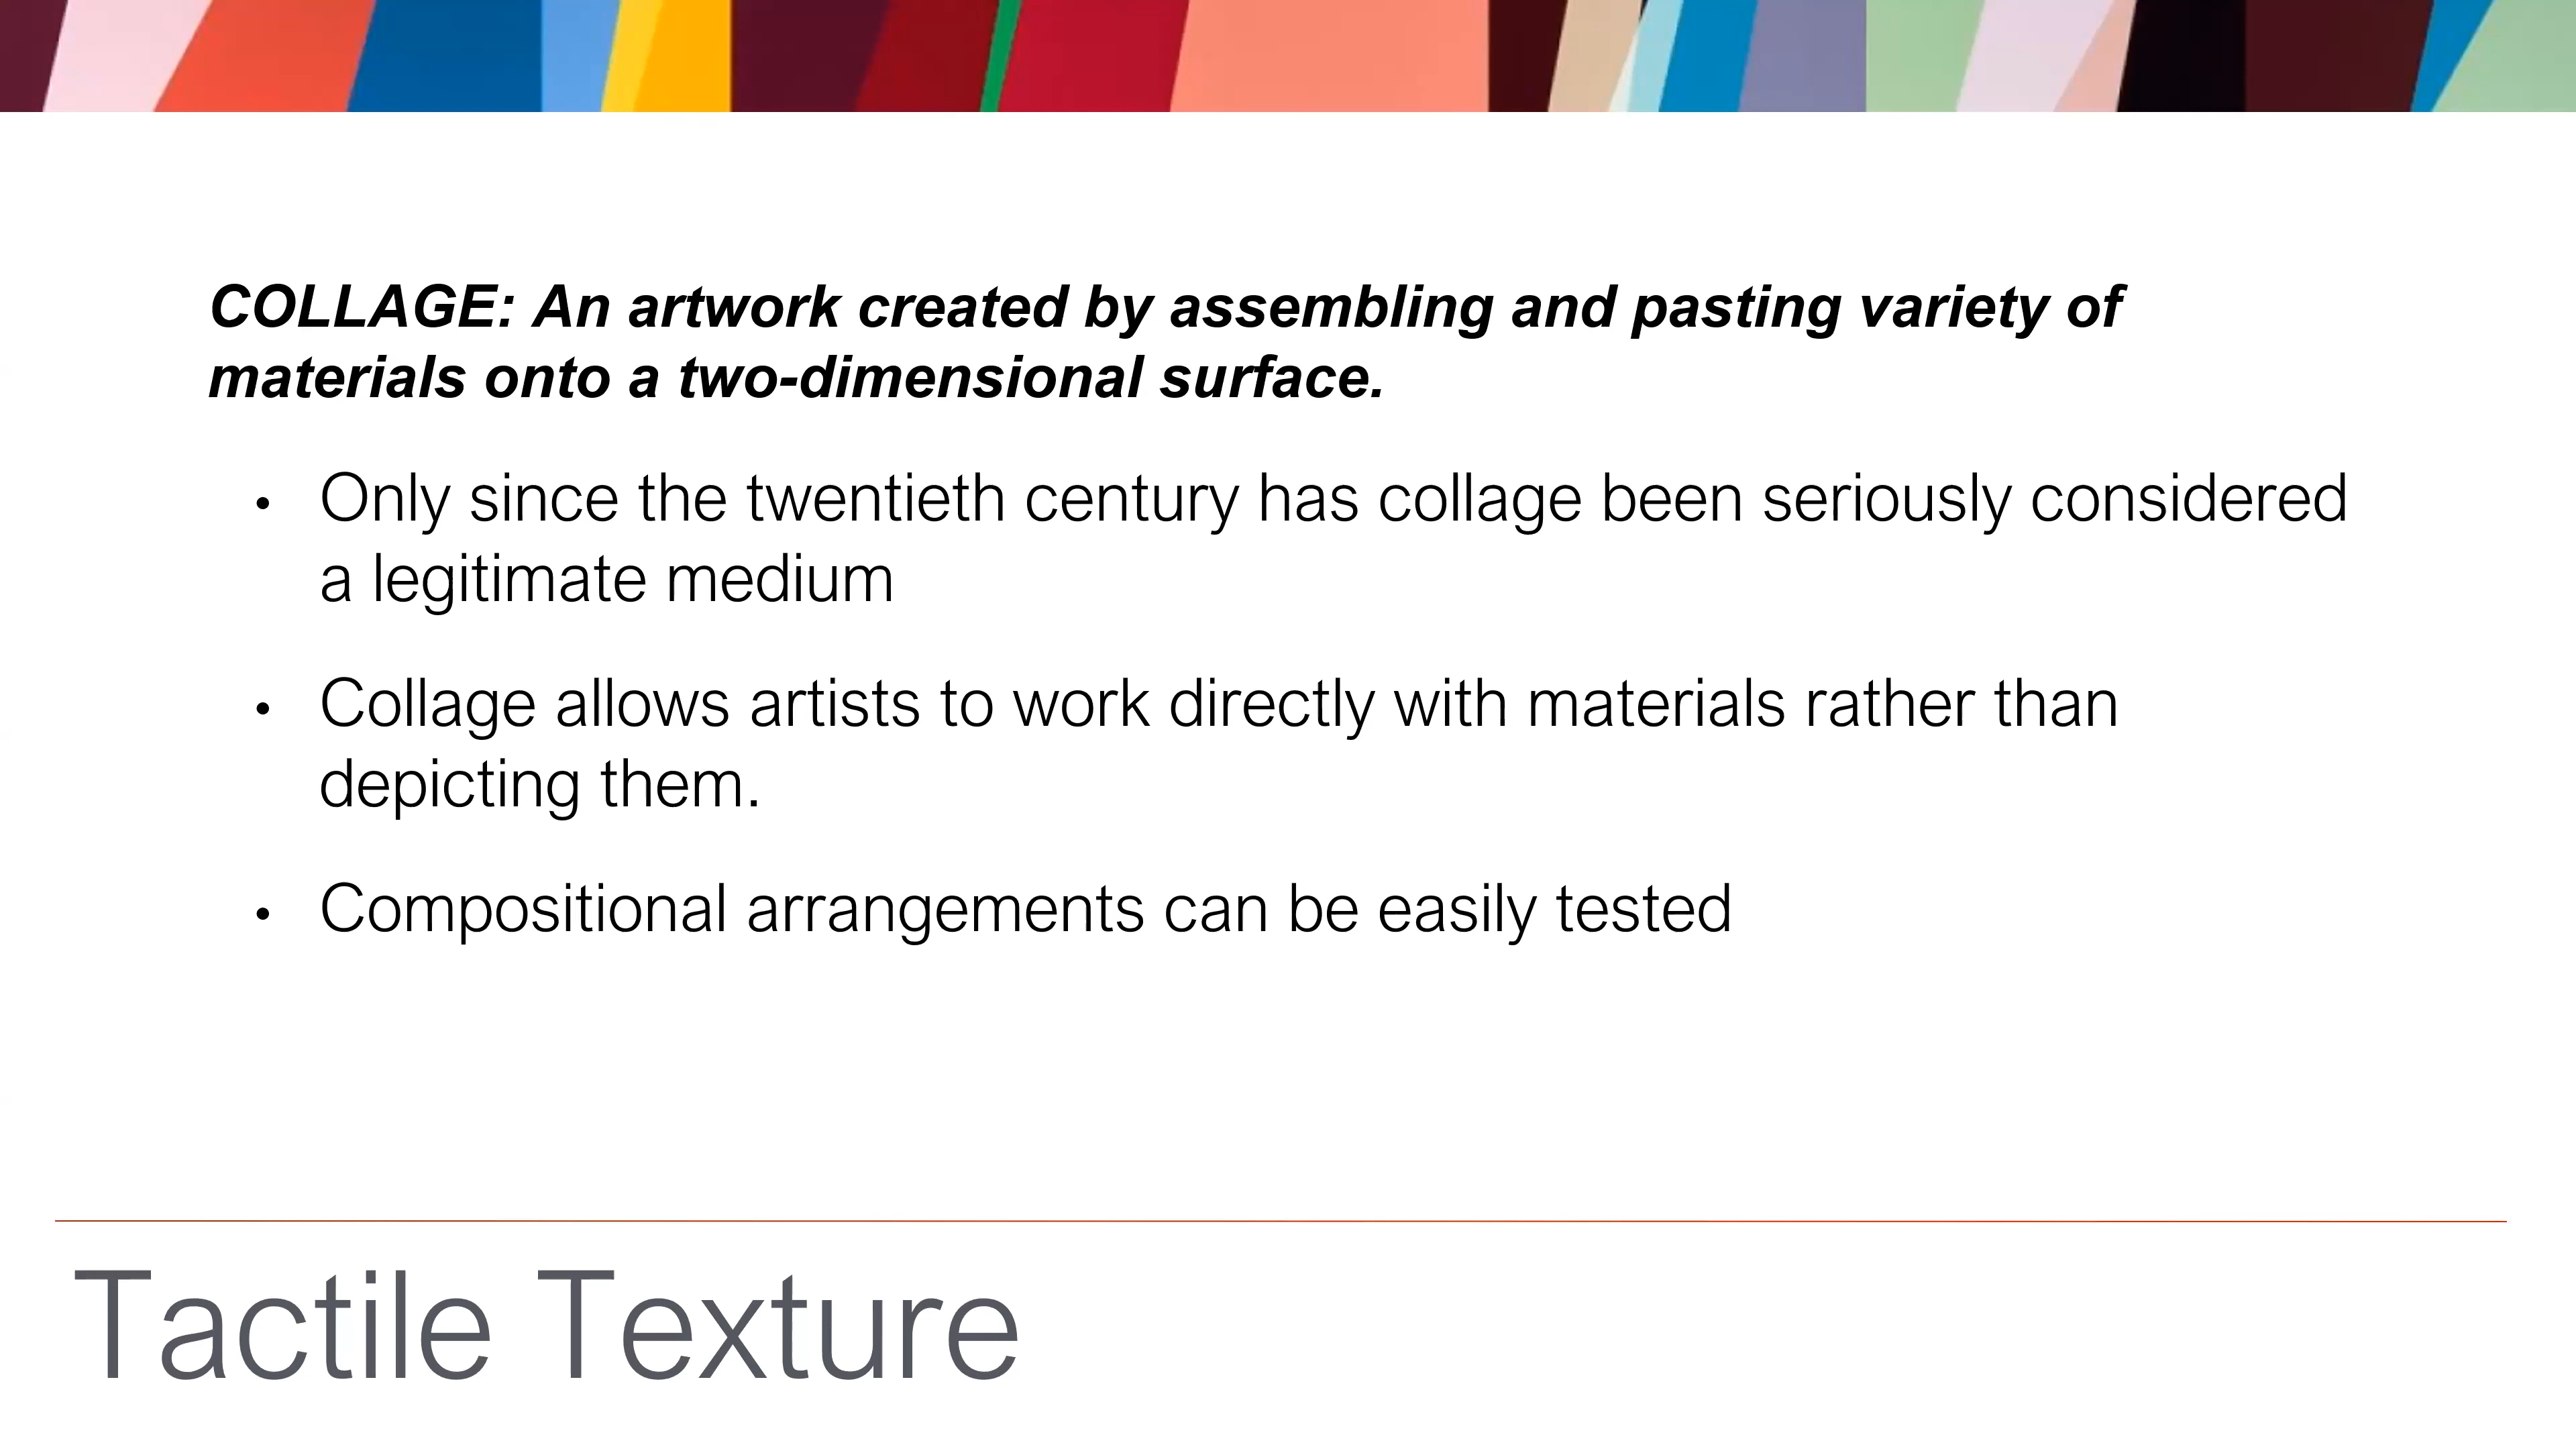 COLLAGE: An artwork created by assembling and pasting variety of
materials onto a two-dimensional surface.
• Only since the twentieth century has collage been seriously considered
a legitimate medium
• Collage allows artists to work directly with materials rather than
depicting them.
• Compositional arrangements can be easily tested
Tactile Texture